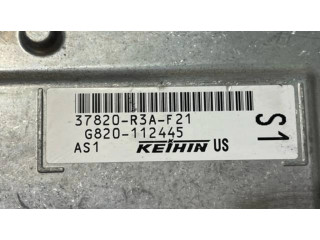 37820-R3A-F21
G820-112445
AS1 KEIHIN US
S1